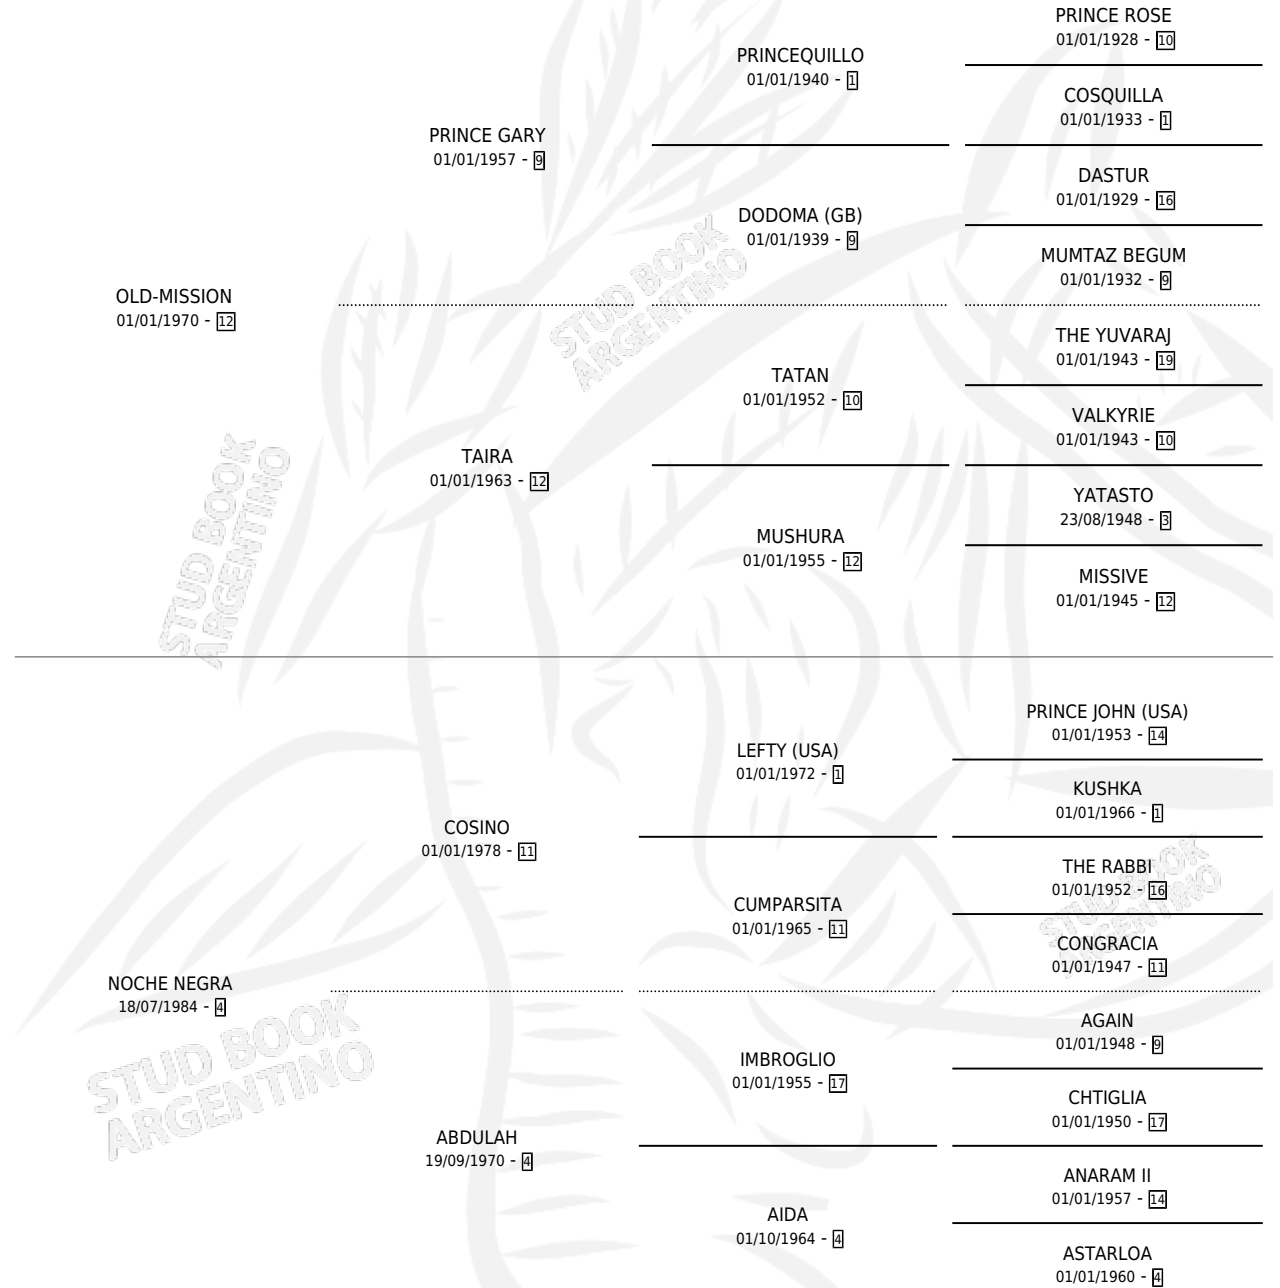 PRINCE ROSE
01/01/1928 - 10
PRINCEQUILLO
01/01/1940 - 1
COSQUILLA
01/01/1933 - 1
PRINCE GARY
01/01/1957 - 9
DASTUR
01/01/1929 - 16
DODOMA (GB)
01/01/1939 - 9
MUMTAZ BEGUM
01/01/1932 - 9
OLD-MISSION
01/01/1970 - 12
STUD BOOK
ARGENTINO
THE YUVARAJ
01/01/1943 - 19
TATAN
01/01/1952 - 10
VALKYRIE
01/01/1943 - 10
TAIRA
01/01/1963 - 12
YATASTO
23/08/1948 - 3
MUSHURA
01/01/1955 - 12
MISSIVE
01/01/1945 - 12
STUD BOOK
ARGENTINO
PRINCE JOHN (USA)
01/01/1953 - 14
LEFTY (USA)
01/01/1972 - 1
KUSHKA
01/01/1966 - 1
COSINO
01/01/1978 - 11
THE RABBI
01/01/1952 - 16
CUMPARSITA
01/01/1965 - 11
CONGRACIA
01/01/1947 - 11
STUD BOOK
ARGENTINO
NOCHE NEGRA
18/07/1984 - 4
AGAIN
01/01/1948 - 9
IMBROGLIO
01/01/1955 - 17
CHTIGLIA
01/01/1950 - 17
STUD BOOK
ARGENTINO
ABDULAH
19/09/1970 - 4
ANARAM II
01/01/1957 - 14
AIDA
01/10/1964 - 4
ASTARLOA
01/01/1960 - 4